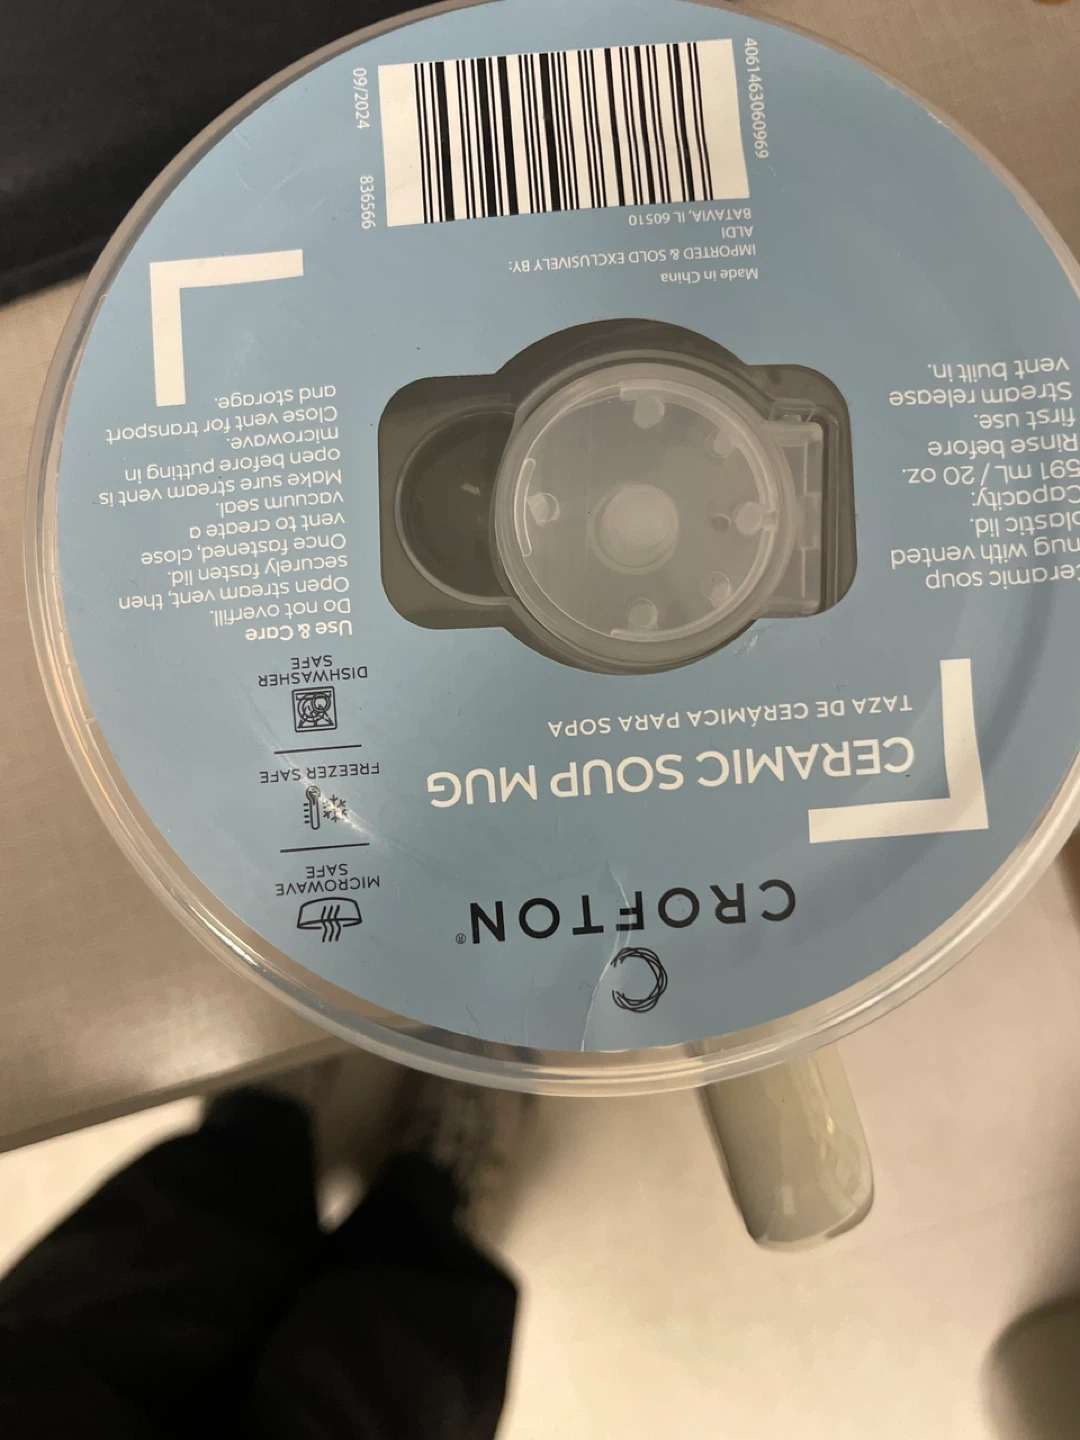 CROFTON®
CERAMIC SOUP MUG
TAZA DE CERÁMICA PARA SOPA
MICROWAVE
SAFE
FREEZER SAFE
DISHWASHER
SAFE
ceramic soup
mug with vented
plastic lid.
Capacity:
591 mL / 20 oz.
Rinse before
first use.
Stream release
vent built in.
Use & Care
Do not overfill.
Open stream vent, then
securely fasten lid.
Once fastened, close
vent to create a
vacuum seal.
Make sure stream vent is
open before putting in
microwave.
Close vent for transport
and storage.
Made in China
IMPORTED & SOLD EXCLUSIVELY BY:
ALDI
BATAVIA, IL 60510
4061463060969
09/2024
836566